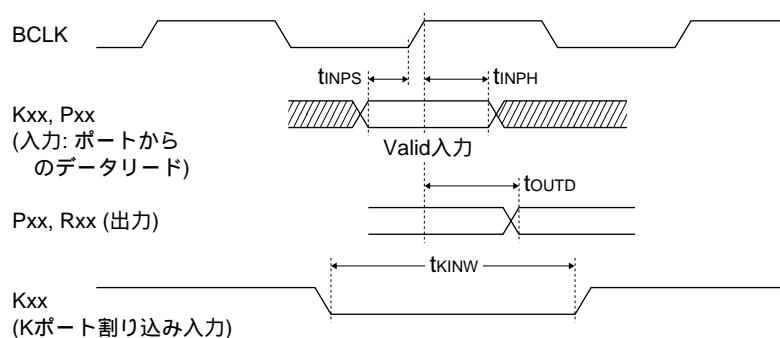 BCLK
tINPS
tINPH
Kxx, Pxx
(入力: ポートから
のデータリード)
Valid入力
tOUTD
Pxx, Rxx (出力)
tKINW
Kxx
(Kポート割り込み入力)